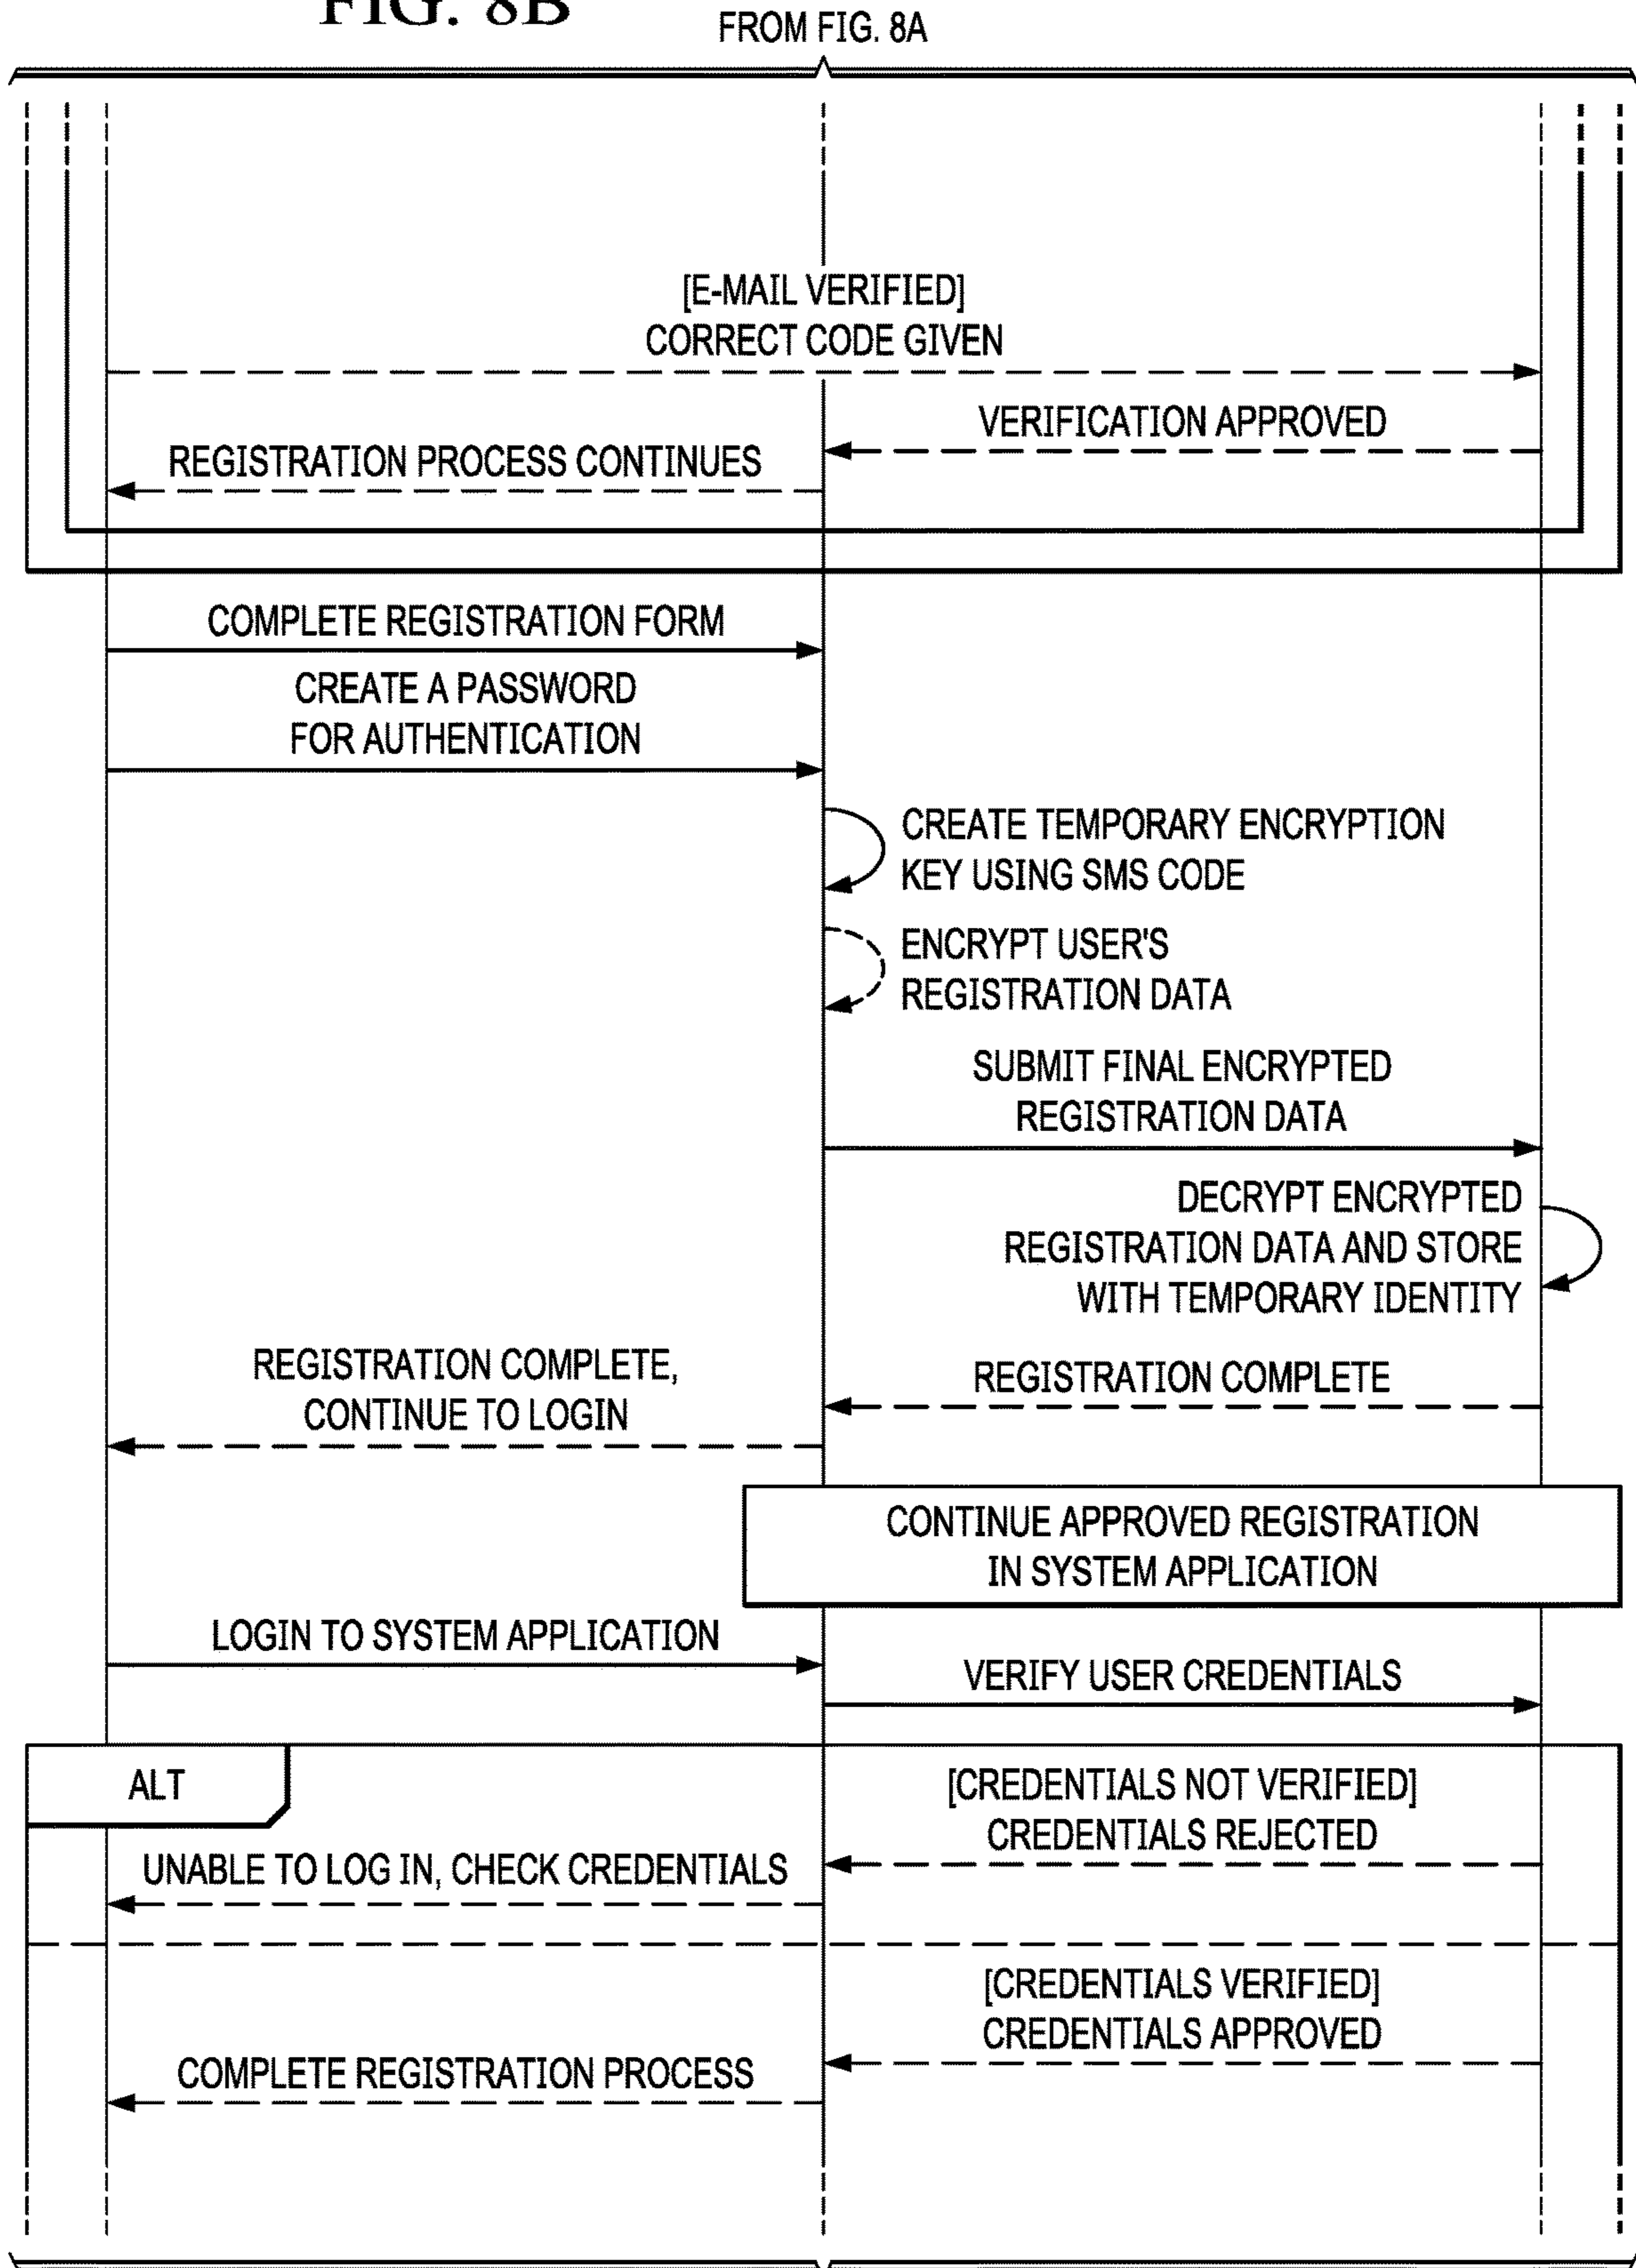 FIG. 8B
FROM FIG. 8A
[E-MAIL VERIFIED]
CORRECT CODE GIVEN
VERIFICATION APPROVED
REGISTRATION PROCESS CONTINUES
COMPLETE REGISTRATION FORM
CREATE A PASSWORD
FOR AUTHENTICATION
CREATE TEMPORARY ENCRYPTION
KEY USING SMS CODE
ENCRYPT USER'S
REGISTRATION DATA
SUBMIT FINAL ENCRYPTED
REGISTRATION DATA
DECRYPT ENCRYPTED
REGISTRATION DATA AND STORE
WITH TEMPORARY IDENTITY
REGISTRATION COMPLETE,
CONTINUE TO LOGIN
REGISTRATION COMPLETE
CONTINUE APPROVED REGISTRATION
IN SYSTEM APPLICATION
LOGIN TO SYSTEM APPLICATION
VERIFY USER CREDENTIALS
ALT
[CREDENTIALS NOT VERIFIED]
CREDENTIALS REJECTED
UNABLE TO LOG IN, CHECK CREDENTIALS
[CREDENTIALS VERIFIED]
CREDENTIALS APPROVED
COMPLETE REGISTRATION PROCESS